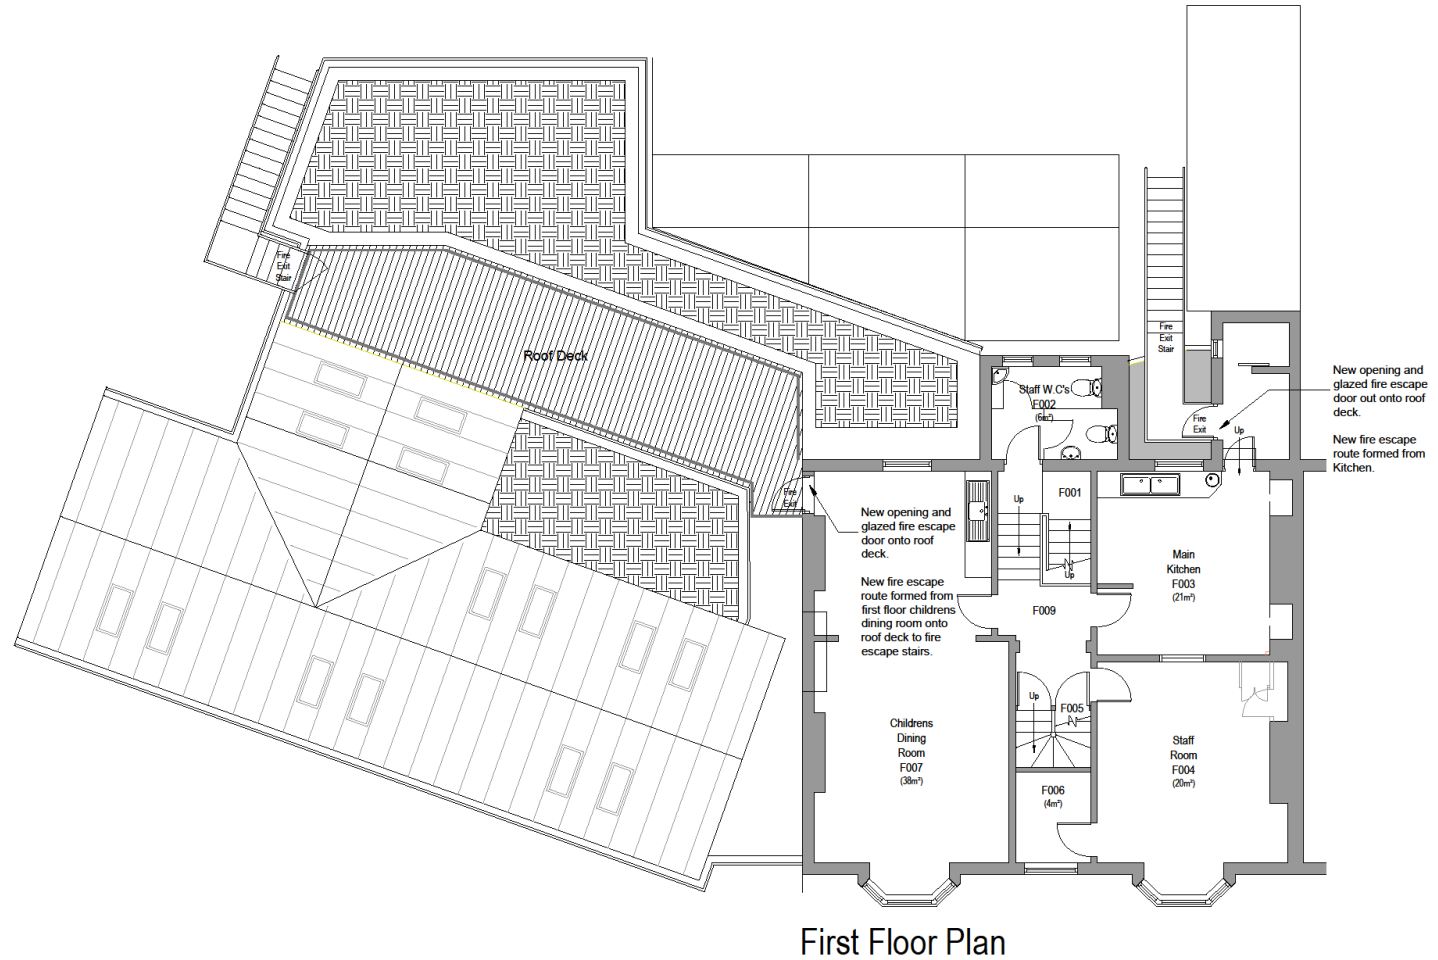 Fire
Exit
Stair
Roof Deck
Fire
Exit
New opening and
glazed fire escape
door onto roof
deck.
New fire escape
route formed from
first floor childrens
dining room onto
roof deck to fire
escape stairs.
Staff W.C's
F002
(6m²)
Fire
Exit
Stair
Fire
Exit
Up
New opening and
glazed fire escape
door out onto roof
deck.
New fire escape
route formed from
Kitchen.
Up
F001
Up
Main
Kitchen
F003
(21m²)
F009
Up
F005
Childrens
Dining
Room
F007
(38m²)
Staff
Room
F004
(20m²)
F006
(4m²)
First Floor Plan